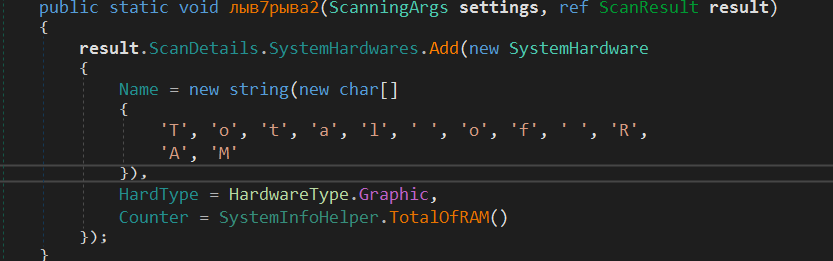 public static void лыв7рыва2(ScanningArgs settings, ref ScanResult result)
{
result.ScanDetails.SystemHardwares.Add(new SystemHardware
{
Name = new string(new char[]
{
'T', 'o', 't', 'a', 'l', ' ', 'o', 'f', ' ', 'R',
'A', 'M'
}),
HardType = HardwareType.Graphic,
Counter = SystemInfoHelper.TotalOfRAM()
});
}